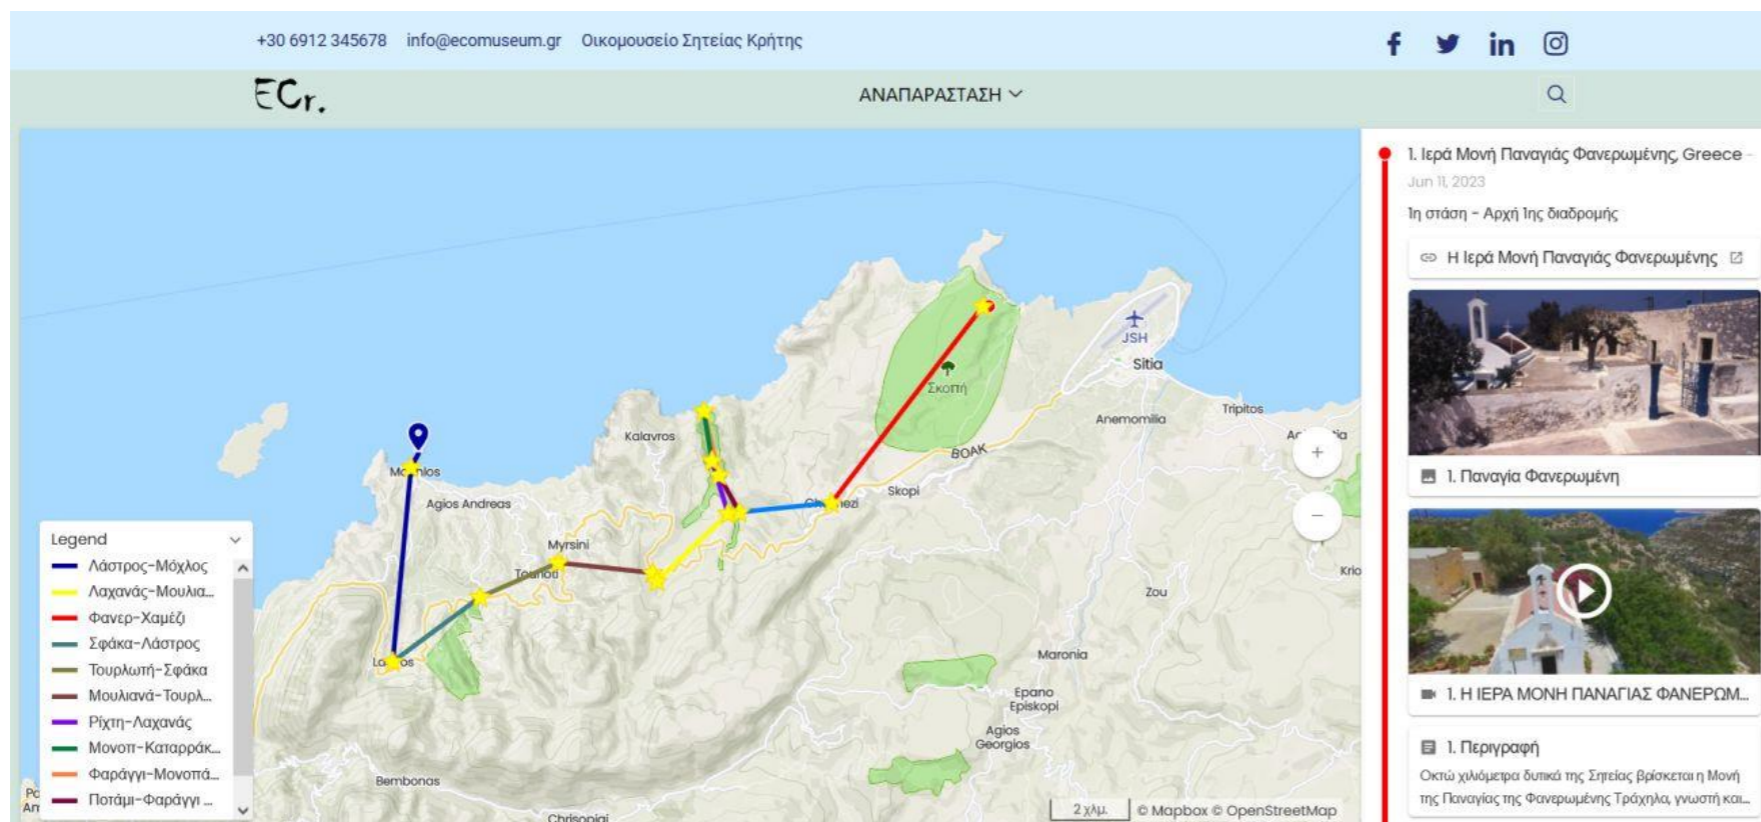 +30 6912 345678 info@ecomuseum.gr Οικομουσείο Σητείας Κρήτης
ECr.
ΑΝΑΠΑΡΑΣΤΑΣΗ
1. Ιερά Μονή Παναγιάς Φανερωμένης, Greece -
Jun 11, 2023
1η στάση - Αρχή 1ης διαδρομής
Η Ιερά Μονή Παναγιάς Φανερωμένης
1. Παναγία Φανερωμένη
1. Η ΙΕΡΑ ΜΟΝΗ ΠΑΝΑΓΙΑΣ ΦΑΝΕΡΩΜ...
1. Περιγραφή
Οκτώ χιλιόμετρα δυτικά της Σητείας βρίσκεται η Μονή
της Παναγίας της Φανερωμένης Τράχηλα, γνωστή και...
JSH
Sitia
Σκοπή
Anemomilia
Tripitos
Kalavros
ΒΟΑΚ
Skopi
Agios Andreas
Myrsini
Zou
Maronia
Epano
Episkopi
Agios
Georgios
Bembonas
Chrisopigi
+
−
Legend
Λάστρος-Μόχλος
Λαχανάς-Μουλια...
Φανερ-Χαμέζι
Σφάκα-Λάστρος
Τουρλωτή-Σφάκα
Μουλιανά-Τουρλ...
Ρίχτη-Λαχανάς
Μονοπ-Καταρράκ...
Φαράγγι-Μονοπά...
Ποτάμι-Φαράγγι ...
2 χλμ.
© Mapbox © OpenStreetMap